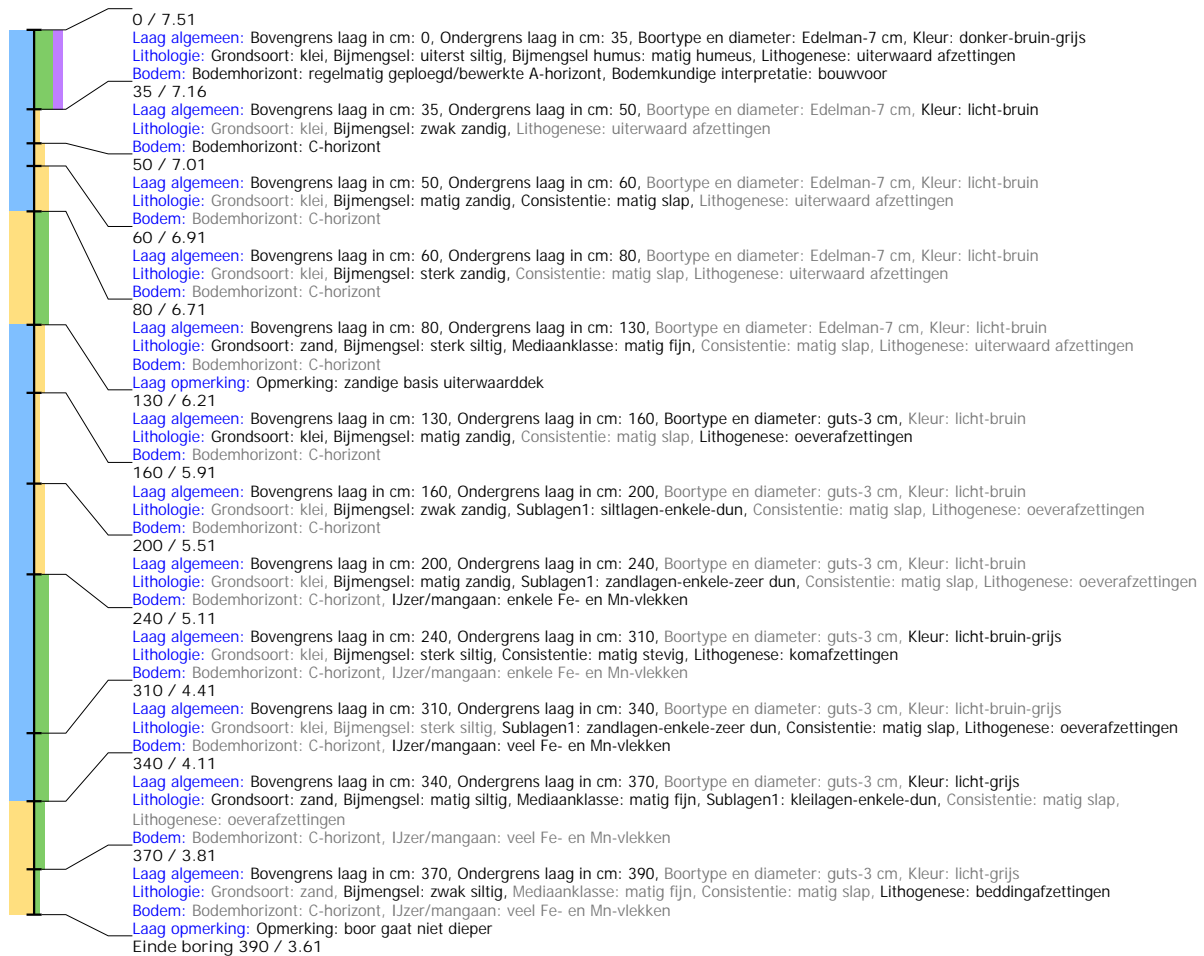 0 / 7.51
Laag algemeen: Bovengrens laag in cm: 0, Ondergrens laag in cm: 35, Boortype en diameter: Edelman-7 cm, Kleur: donker-bruin-grijs
Lithologie: Grondsoort: klei, Bijmengsel: uiterst siltig, Bijmengsel humus: matig humeus, Lithogenese: uiterwaard afzettingen
Bodem: Bodemhorizont: regelmatig geploegd/bewerkte A-horizont, Bodemkundige interpretatie: bouwvoor
35 / 7.16
Laag algemeen: Bovengrens laag in cm: 35, Ondergrens laag in cm: 50, Boortype en diameter: Edelman-7 cm, Kleur: licht-bruin
Lithologie: Grondsoort: klei, Bijmengsel: zwak zandig, Lithogenese: uiterwaard afzettingen
Bodem: Bodemhorizont: C-horizont
50 / 7.01
Laag algemeen: Bovengrens laag in cm: 50, Ondergrens laag in cm: 60, Boortype en diameter: Edelman-7 cm, Kleur: licht-bruin
Lithologie: Grondsoort: klei, Bijmengsel: matig zandig, Consistentie: matig slap, Lithogenese: uiterwaard afzettingen
Bodem: Bodemhorizont: C-horizont
60 / 6.91
Laag algemeen: Bovengrens laag in cm: 60, Ondergrens laag in cm: 80, Boortype en diameter: Edelman-7 cm, Kleur: licht-bruin
Lithologie: Grondsoort: klei, Bijmengsel: sterk zandig, Consistentie: matig slap, Lithogenese: uiterwaard afzettingen
Bodem: Bodemhorizont: C-horizont
80 / 6.71
Laag algemeen: Bovengrens laag in cm: 80, Ondergrens laag in cm: 130, Boortype en diameter: Edelman-7 cm, Kleur: licht-bruin
Lithologie: Grondsoort: zand, Bijmengsel: sterk siltig, Mediaanklasse: matig fijn, Consistentie: matig slap, Lithogenese: uiterwaard afzettingen
Bodem: Bodemhorizont: C-horizont
Laag opmerking: Opmerking: zandige basis uiterwaarddek
130 / 6.21
Laag algemeen: Bovengrens laag in cm: 130, Ondergrens laag in cm: 160, Boortype en diameter: guts-3 cm, Kleur: licht-bruin
Lithologie: Grondsoort: klei, Bijmengsel: matig zandig, Consistentie: matig slap, Lithogenese: oeverafzettingen
Bodem: Bodemhorizont: C-horizont
160 / 5.91
Laag algemeen: Bovengrens laag in cm: 160, Ondergrens laag in cm: 200, Boortype en diameter: guts-3 cm, Kleur: licht-bruin
Lithologie: Grondsoort: klei, Bijmengsel: zwak zandig, Sublagen1: siltlagen-enkele-dun, Consistentie: matig slap, Lithogenese: oeverafzettingen
Bodem: Bodemhorizont: C-horizont
200 / 5.51
Laag algemeen: Bovengrens laag in cm: 200, Ondergrens laag in cm: 240, Boortype en diameter: guts-3 cm, Kleur: licht-bruin
Lithologie: Grondsoort: klei, Bijmengsel: matig zandig, Sublagen1: zandlagen-enkele-zeer dun, Consistentie: matig slap, Lithogenese: oeverafzettingen
Bodem: Bodemhorizont: C-horizont, IJzer/mangaan: enkele Fe- en Mn-vlekken
240 / 5.11
Laag algemeen: Bovengrens laag in cm: 240, Ondergrens laag in cm: 310, Boortype en diameter: guts-3 cm, Kleur: licht-bruin-grijs
Lithologie: Grondsoort: klei, Bijmengsel: sterk siltig, Consistentie: matig stevig, Lithogenese: komafzettingen
Bodem: Bodemhorizont: C-horizont, IJzer/mangaan: enkele Fe- en Mn-vlekken
310 / 4.41
Laag algemeen: Bovengrens laag in cm: 310, Ondergrens laag in cm: 340, Boortype en diameter: guts-3 cm, Kleur: licht-bruin-grijs
Lithologie: Grondsoort: klei, Bijmengsel: sterk siltig, Sublagen1: zandlagen-enkele-zeer dun, Consistentie: matig slap, Lithogenese: oeverafzettingen
Bodem: Bodemhorizont: C-horizont, IJzer/mangaan: veel Fe- en Mn-vlekken
340 / 4.11
Laag algemeen: Bovengrens laag in cm: 340, Ondergrens laag in cm: 370, Boortype en diameter: guts-3 cm, Kleur: licht-grijs
Lithologie: Grondsoort: zand, Bijmengsel: matig siltig, Mediaanklasse: matig fijn, Sublagen1: kleilagen-enkele-dun, Consistentie: matig slap,
Lithogenese: oeverafzettingen
Bodem: Bodemhorizont: C-horizont, IJzer/mangaan: veel Fe- en Mn-vlekken
370 / 3.81
Laag algemeen: Bovengrens laag in cm: 370, Ondergrens laag in cm: 390, Boortype en diameter: guts-3 cm, Kleur: licht-grijs
Lithologie: Grondsoort: zand, Bijmengsel: zwak siltig, Mediaanklasse: matig fijn, Consistentie: matig slap, Lithogenese: beddingafzettingen
Bodem: Bodemhorizont: C-horizont, IJzer/mangaan: veel Fe- en Mn-vlekken
Laag opmerking: Opmerking: boor gaat niet dieper
Einde boring 390 / 3.61